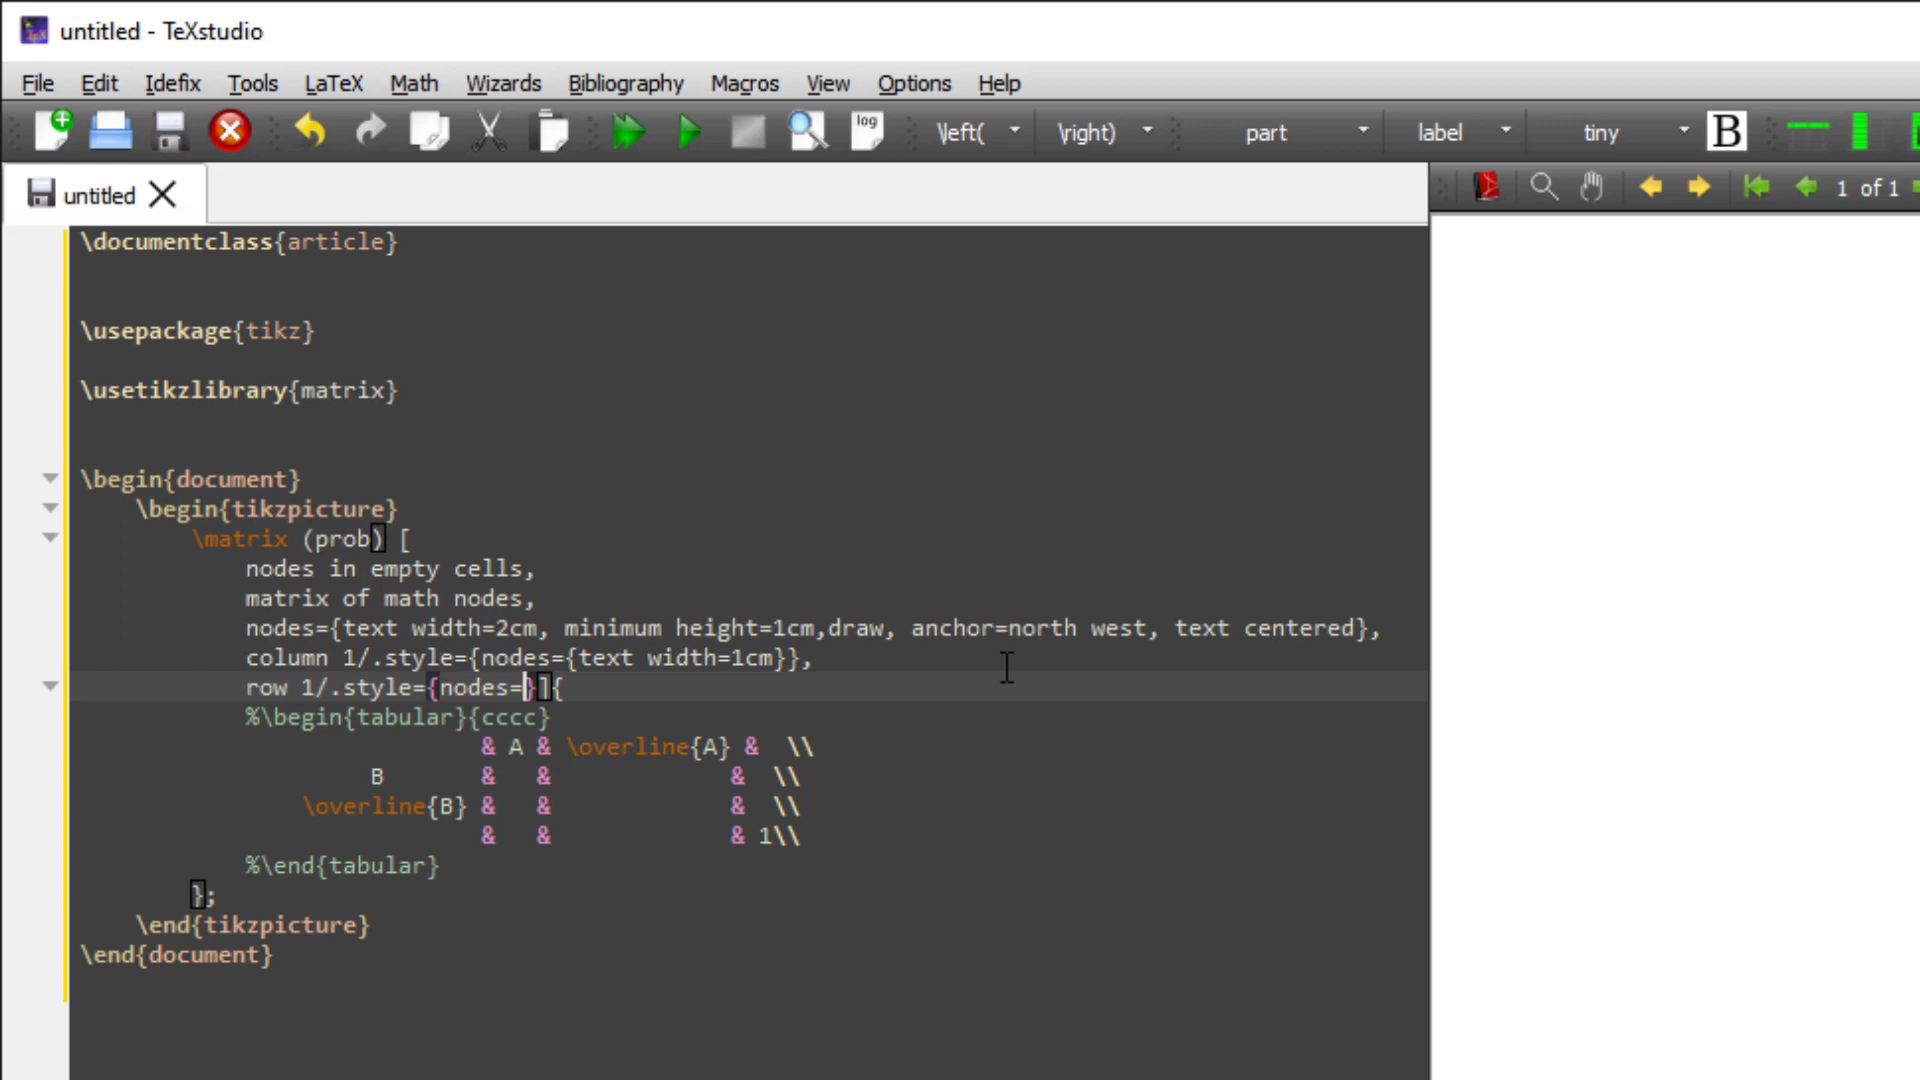 untitled - TeXstudio
File Edit Idefix Tools LaTeX Math Wizards Bibliography Macros View Options Help
log \left( \right) part label tiny B
untitled
1 of 1
\documentclass{article}
\usepackage{tikz}
\usetikzlibrary{matrix}
\begin{document}
\begin{tikzpicture}
\matrix (prob) [
nodes in empty cells,
matrix of math nodes,
nodes={text width=2cm, minimum height=1cm,draw, anchor=north west, text centered},
column 1/.style={nodes={text width=1cm}},
row 1/.style={nodes=}]{
%\begin{tabular}{cccc}
& A & \overline{A} & \\
B & & & \\
\overline{B} & & & \\
& & & 1\\
%\end{tabular}
};
\end{tikzpicture}
\end{document}